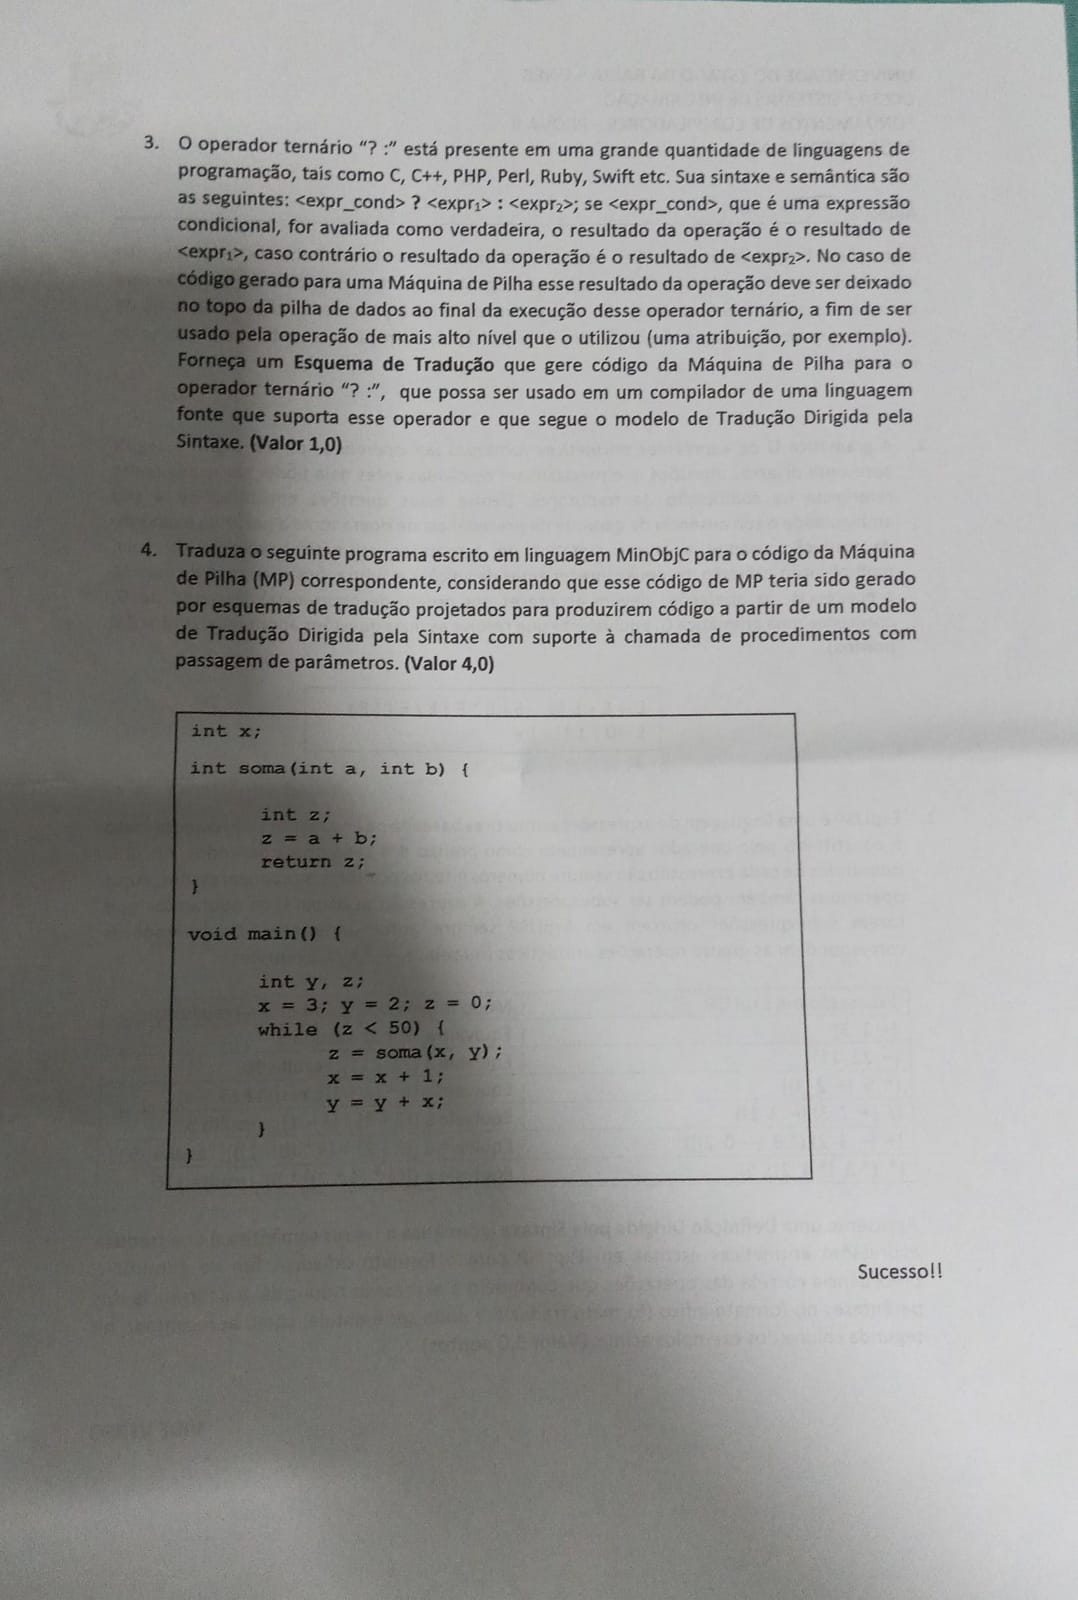 3. O operador ternário “? :” está presente em uma grande quantidade de linguagens de
programação, tais como C, C++, PHP, Perl, Ruby, Swift etc. Sua sintaxe e semântica são
as seguintes: <expr_cond> ? <expr₁> : <expr₂>; se <expr_cond>, que é uma expressão
condicional, for avaliada como verdadeira, o resultado da operação é o resultado de
<expr₁>, caso contrário o resultado da operação é o resultado de <expr₂>. No caso de
código gerado para uma Máquina de Pilha esse resultado da operação deve ser deixado
no topo da pilha de dados ao final da execução desse operador ternário, a fim de ser
usado pela operação de mais alto nível que o utilizou (uma atribuição, por exemplo).
Forneça um Esquema de Tradução que gere código da Máquina de Pilha para o
operador ternário “? :”, que possa ser usado em um compilador de uma linguagem
fonte que suporta esse operador e que segue o modelo de Tradução Dirigida pela
Sintaxe. (Valor 1,0)
4. Traduza o seguinte programa escrito em linguagem MinObjC para o código da Máquina
de Pilha (MP) correspondente, considerando que esse código de MP teria sido gerado
por esquemas de tradução projetados para produzirem código a partir de um modelo
de Tradução Dirigida pela Sintaxe com suporte à chamada de procedimentos com
passagem de parâmetros. (Valor 4,0)
int x;
int soma(int a, int b) {
int z;
z = a + b;
return z;
}
void main() {
int y, z;
x = 3; y = 2; z = 0;
while (z < 50) {
z = soma(x, y);
x = x + 1;
y = y + x;
}
}
Sucesso!!